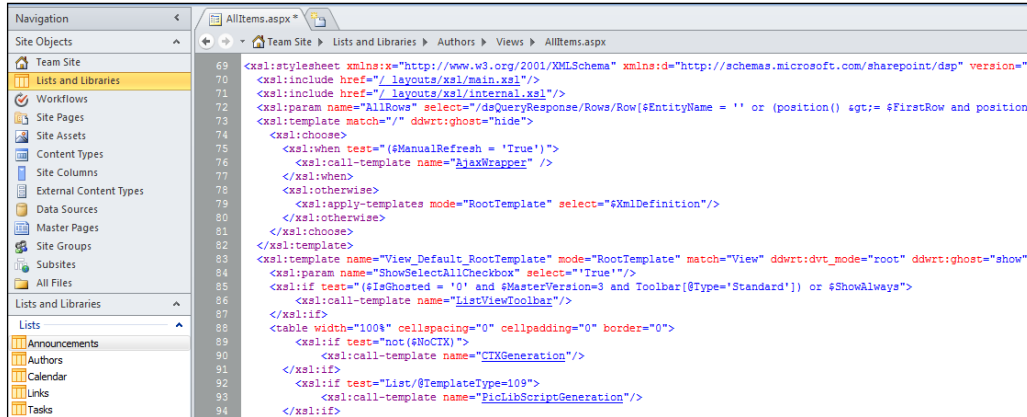 Navigation
Site Objects
Team Site
Lists and Libraries
Workflows
Site Pages
Site Assets
Content Types
Site Columns
External Content Types
Data Sources
Master Pages
Site Groups
Subsites
All Files
Lists and Libraries
Lists
Announcements
Authors
Calendar
Links
Tasks
AllItems.aspx *
Team Site Lists and Libraries Authors Views AllItems.aspx
69 <xsl:stylesheet xmlns:x="http://www.w3.org/2001/XMLSchema" xmlns:d="http://schemas.microsoft.com/sharepoint/dsp" version="
70 <xsl:include href="/_layouts/xsl/main.xsl"/>
71 <xsl:include href="/_layouts/xsl/internal.xsl"/>
72 <xsl:param name="AllRows" select="/dsQueryResponse/Rows/Row[$EntityName = '' or (position() &gt;= $FirstRow and position
73 <xsl:template match="/" ddwrt:ghost="hide">
74 <xsl:choose>
75 <xsl:when test="($ManualRefresh = 'True')">
76 <xsl:call-template name="AjaxWrapper" />
77 </xsl:when>
78 <xsl:otherwise>
79 <xsl:apply-templates mode="RootTemplate" select="$XmlDefinition"/>
80 </xsl:otherwise>
81 </xsl:choose>
82 </xsl:template>
83 <xsl:template name="View_Default_RootTemplate" mode="RootTemplate" match="View" ddwrt:dvt_mode="root" ddwrt:ghost="show"
84 <xsl:param name="ShowSelectAllCheckbox" select="'True'"/>
85 <xsl:if test="($IsGhosted = '0' and $MasterVersion=3 and Toolbar[@Type='Standard']) or $ShowAlways">
86 <xsl:call-template name="ListViewToolbar"/>
87 </xsl:if>
88 <table width="100%" cellspacing="0" cellpadding="0" border="0">
89 <xsl:if test="not($NoCTX)">
90 <xsl:call-template name="CTXGeneration"/>
91 </xsl:if>
92 <xsl:if test="List/@TemplateType=109">
93 <xsl:call-template name="PicLibScriptGeneration"/>
94 </xsl:if>